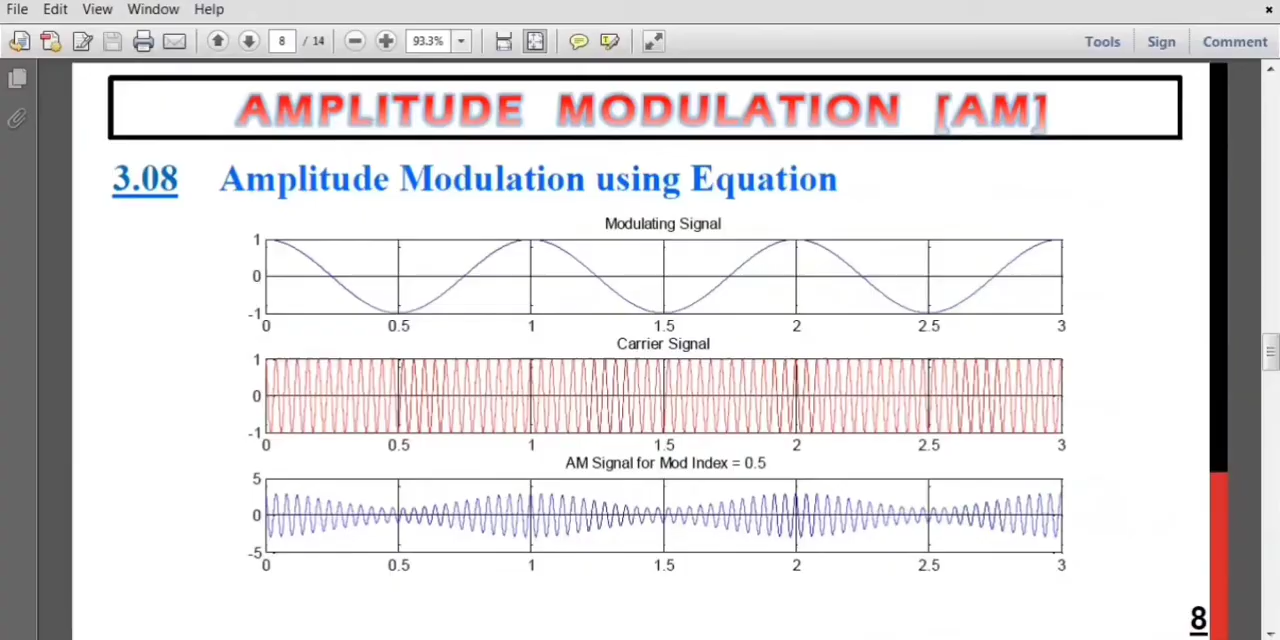 File Edit View Window Help
8 / 14 93.3% Tools Sign Comment
AMPLITUDE MODULATION [AM]
3.08 Amplitude Modulation using Equation
Modulating Signal
1
0
-1
0 0.5 1 1.5 2 2.5 3
Carrier Signal
1
0
-1
0 0.5 1 1.5 2 2.5 3
AM Signal for Mod Index = 0.5
5
0
-5
0 0.5 1 1.5 2 2.5 3
8